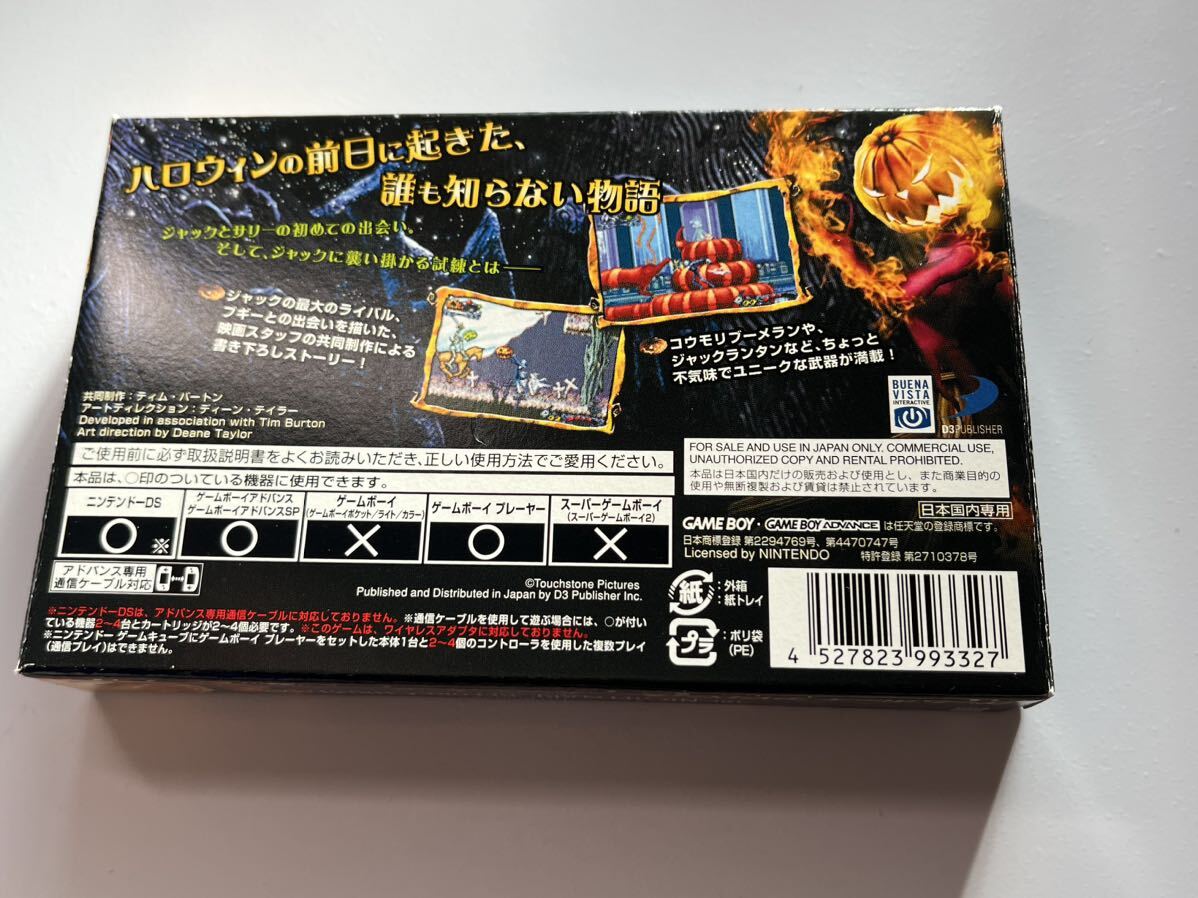 ハロウィンの前日に起きた、
誰も知らない物語
ジャックとサリーの初めての出会い。
そして、ジャックに襲い掛かる試練とは——
ジャックの最大のライバル、
ブギーとの出会いを描いた、
映画スタッフの共同制作による
書き下ろしストーリー！
コウモリブーメランや、
ジャックランタンなど、ちょっと
不気味でユニークな武器が満載！
共同制作：ティム・バートン
アートディレクション：ディーン・テイラー
Developed in association with Tim Burton
Art direction by Deane Taylor
BUENA
VISTA
INTERACTIVE
D3PUBLISHER
ご使用前に必ず取扱説明書をよくお読みいただき、正しい使用方法でご愛用ください。
本品は、○印のついている機器に使用できます。
ニンテンドーDS
○※
ゲームボーイアドバンス
ゲームボーイアドバンスSP
○
ゲームボーイ
(ゲームボーイポケット/ライト/カラー)
×
ゲームボーイ プレーヤー
○
スーパーゲームボーイ
(スーパーゲームボーイ2)
×
アドバンス専用
通信ケーブル対応
FOR SALE AND USE IN JAPAN ONLY. COMMERCIAL USE,
UNAUTHORIZED COPY AND RENTAL PROHIBITED.
本品は日本国内だけの販売および使用とし、また商業目的の
使用や無断複製および賃貸は禁止されています。
日本国内専用
GAME BOY・GAME BOY ADVANCEは任天堂の登録商標です。
日本商標登録 第2294769号、第4470747号
Licensed by NINTENDO 特許登録 第2710378号
©Touchstone Pictures
Published and Distributed in Japan by D3 Publisher Inc.
※ニンテンドーDSは、アドバンス専用通信ケーブルに対応しておりません。※通信ケーブルを使用して遊ぶ場合には、○が付い
ている機器2〜4台とカートリッジが2〜4個必要です。※このゲームは、ワイヤレスアダプタに対応しておりません。
※ニンテンドー ゲームキューブにゲームボーイ プレーヤーをセットした本体1台と2〜4個のコントローラを使用した複数プレイ
(通信プレイ)はできません。
紙
：外箱
：紙トレイ
プラ
：ポリ袋
(PE)
4 527823 993327